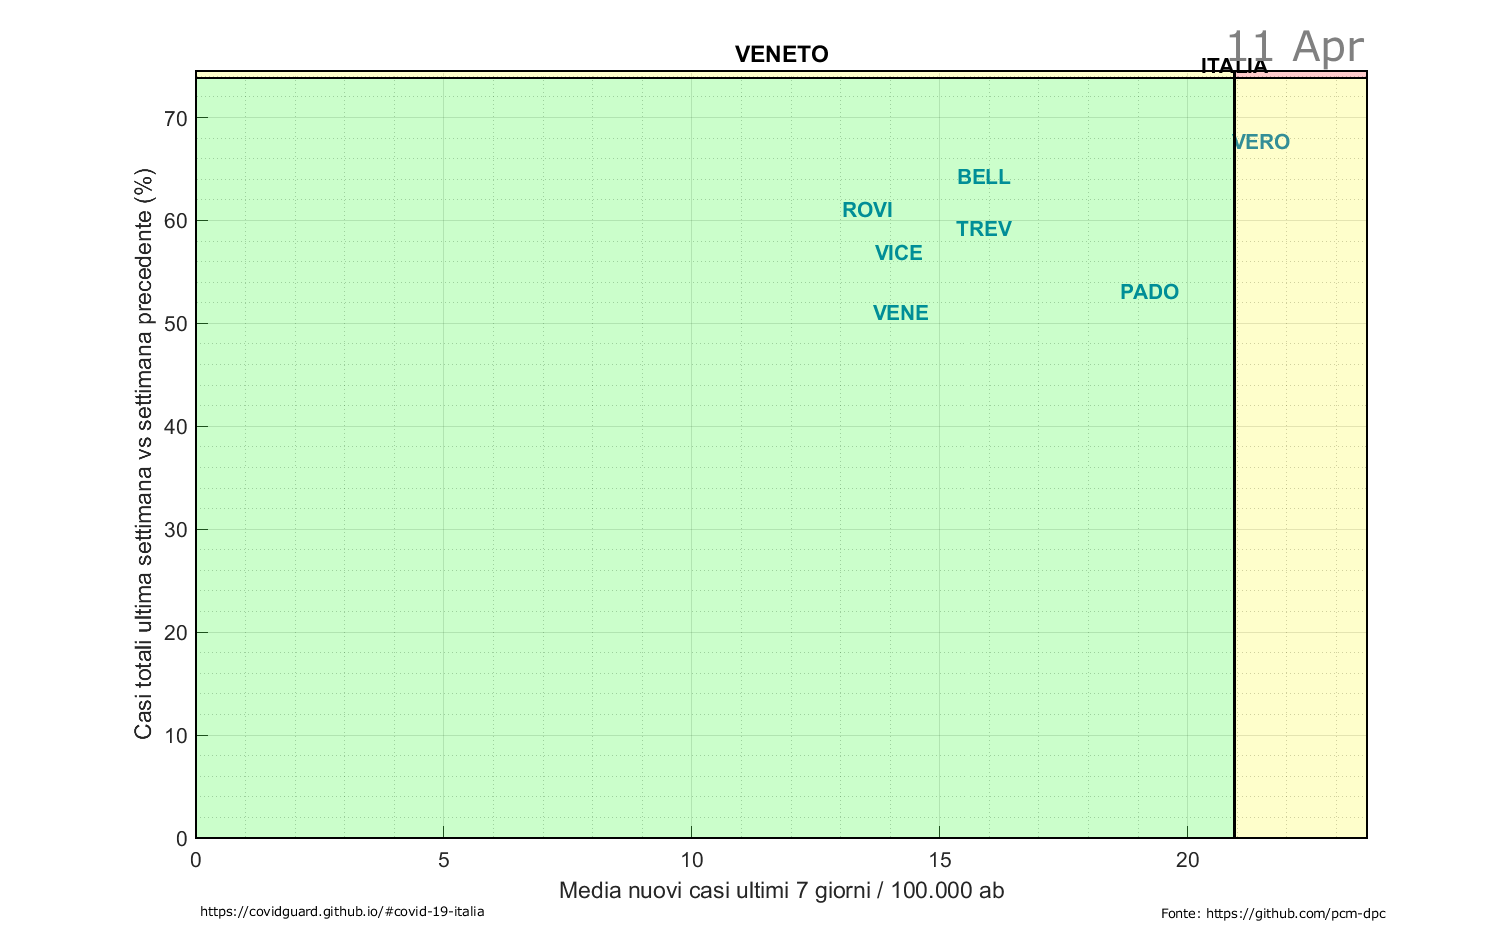 11 Apr
VENETO
ITALIA
Casi totali ultima settimana vs settimana precedente (%)
70
60
50
40
30
20
10
0
VERO
BELL
ROVI
TREV
VICE
PADO
VENE
0 5 10 15 20
Media nuovi casi ultimi 7 giorni / 100.000 ab
https://covidguard.github.io/#covid-19-italia
Fonte: https://github.com/pcm-dpc